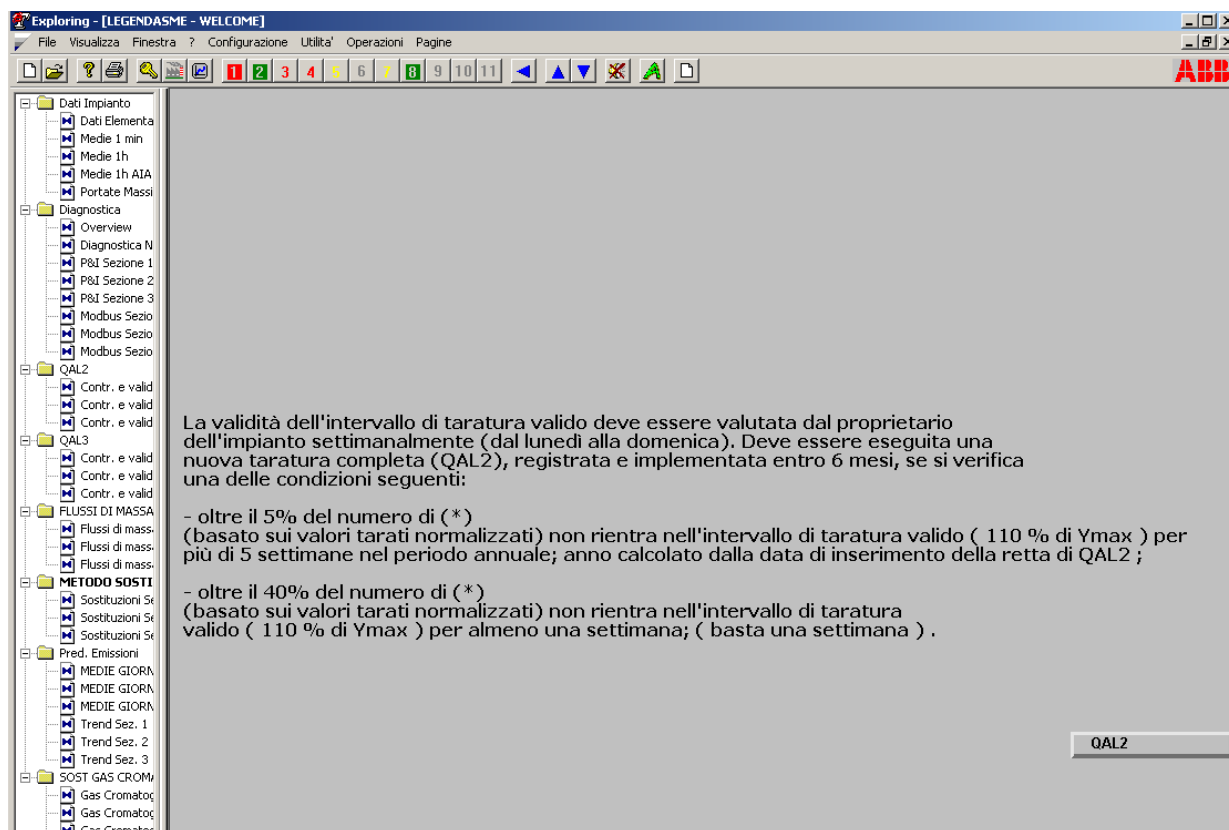 Exploring - [LEGENDASME - WELCOME]
File Visualizza Finestra ? Configurazione Utilita' Operazioni Pagine
1 2 3 4 5 6 7 8 9 10 11
ABB
Dati Impianto
Dati Elementa
Medie 1 min
Medie 1h
Medie 1h AIA
Portate Massi
Diagnostica
Overview
Diagnostica N
P&I Sezione 1
P&I Sezione 2
P&I Sezione 3
Modbus Sezio
Modbus Sezio
Modbus Sezio
QAL2
Contr. e valid
Contr. e valid
Contr. e valid
QAL3
Contr. e valid
Contr. e valid
Contr. e valid
FLUSSI DI MASSA
Flussi di mass
Flussi di mass
Flussi di mass
METODO SOSTI
Sostituzioni Se
Sostituzioni Se
Sostituzioni Se
Pred. Emissioni
MEDIE GIORN
MEDIE GIORN
MEDIE GIORN
Trend Sez. 1
Trend Sez. 2
Trend Sez. 3
SOST GAS CROMA
Gas Cromatog
Gas Cromatog
Gas Cromatog
La validità dell'intervallo di taratura valido deve essere valutata dal proprietario
dell'impianto settimanalmente (dal lunedì alla domenica). Deve essere eseguita una
nuova taratura completa (QAL2), registrata e implementata entro 6 mesi, se si verifica
una delle condizioni seguenti:
- oltre il 5% del numero di (*)
(basato sui valori tarati normalizzati) non rientra nell'intervallo di taratura valido ( 110 % di Ymax ) per
più di 5 settimane nel periodo annuale; anno calcolato dalla data di inserimento della retta di QAL2 ;
- oltre il 40% del numero di (*)
(basato sui valori tarati normalizzati) non rientra nell'intervallo di taratura
valido ( 110 % di Ymax ) per almeno una settimana; ( basta una settimana ) .
QAL2